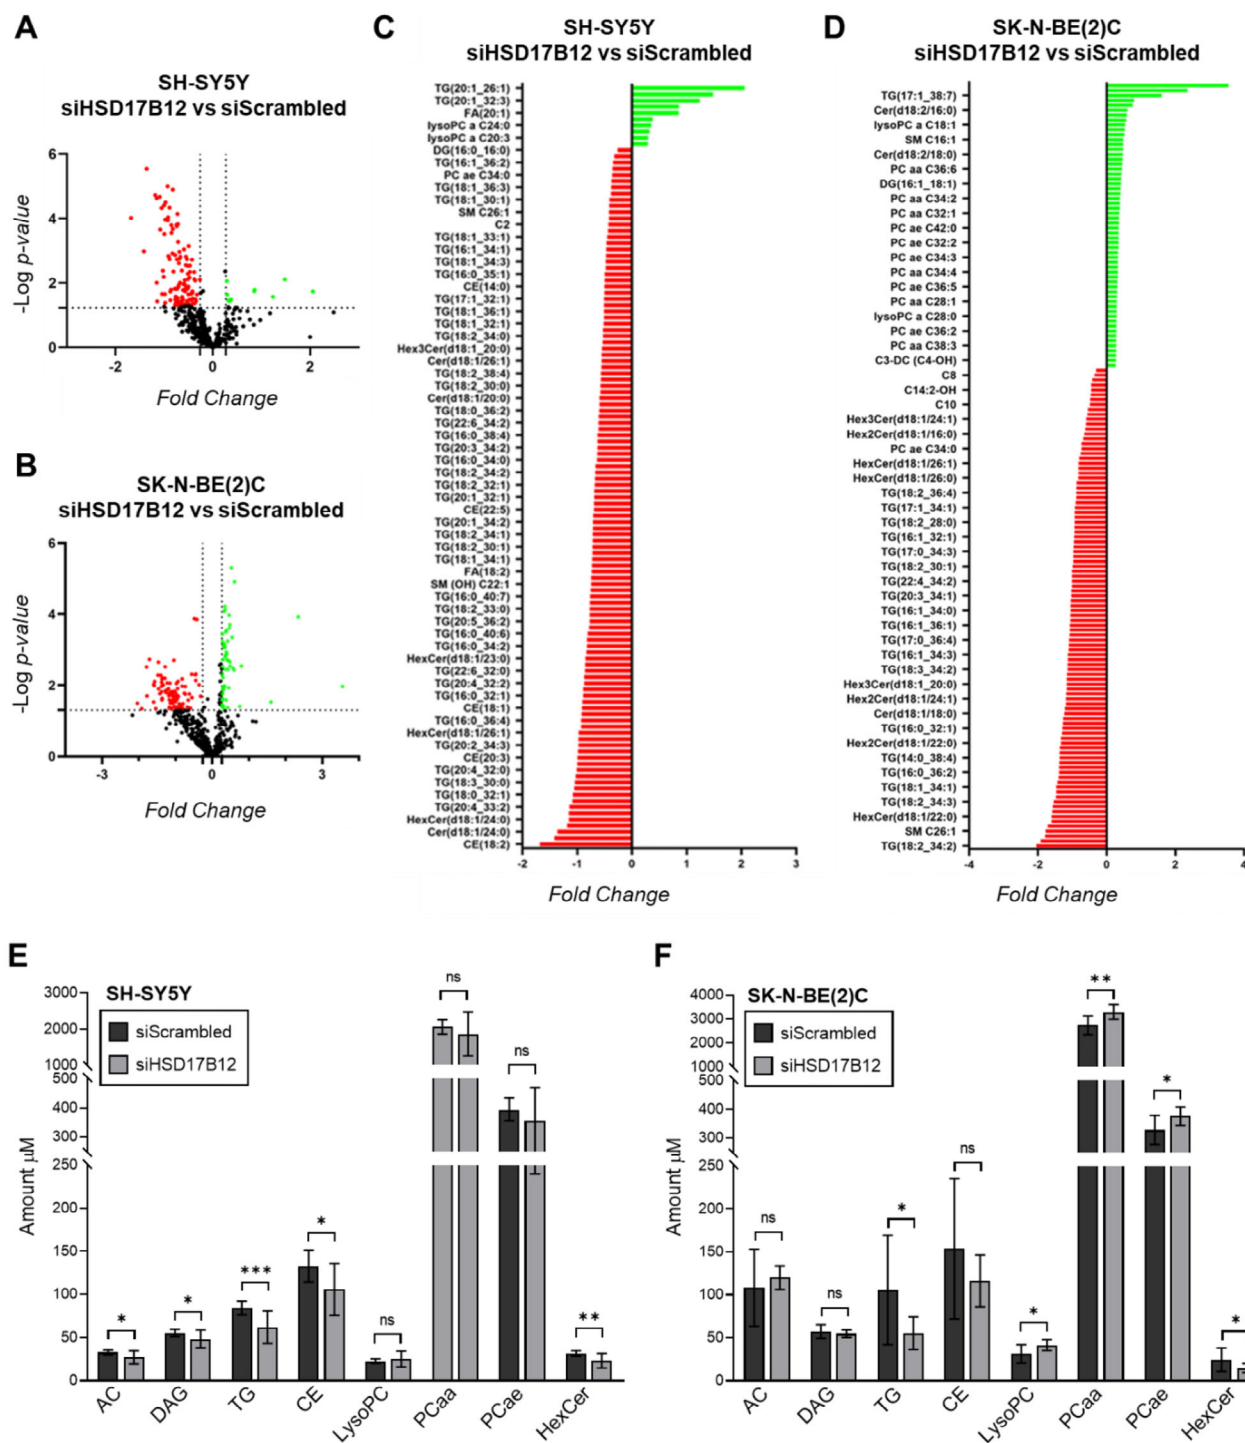 A
SH-SY5Y
siHSD17B12 vs siScrambled
6
4
2
0
-2
0
2
-Log p-value
Fold Change
B
SK-N-BE(2)C
siHSD17B12 vs siScrambled
6
4
2
0
-3
0
3
-Log p-value
Fold Change
C
SH-SY5Y
siHSD17B12 vs siScrambled
TG(20:1_26:1)
TG(20:1_32:3)
FA(20:1)
lysoPC a C24:0
lysoPC a C20:3
DG(16:0_16:0)
TG(16:1_36:2)
PC ae C34:0
TG(18:1_36:3)
TG(18:1_30:1)
SM C26:1
C2
TG(18:1_33:1)
TG(16:1_34:1)
TG(18:1_34:3)
TG(16:0_35:1)
CE(14:0)
TG(17:1_32:1)
TG(18:1_36:1)
TG(18:1_32:1)
TG(18:2_34:0)
Hex3Cer(d18:1_20:0)
Cer(d18:1/26:1)
TG(18:2_38:4)
TG(18:2_30:0)
Cer(d18:1/20:0)
TG(18:0_36:2)
TG(22:6_34:2)
TG(16:0_38:4)
TG(20:3_34:2)
TG(16:0_34:0)
TG(18:2_34:2)
TG(18:2_32:1)
TG(20:1_32:1)
CE(22:5)
TG(20:1_34:2)
TG(18:2_34:1)
TG(18:2_30:1)
TG(18:1_34:1)
FA(18:2)
SM (OH) C22:1
TG(16:0_40:7)
TG(18:2_33:0)
TG(20:5_36:2)
TG(16:0_40:6)
TG(16:0_34:2)
HexCer(d18:1/23:0)
TG(22:6_32:0)
TG(20:4_32:2)
TG(16:0_32:1)
CE(18:1)
TG(16:0_36:4)
HexCer(d18:1/26:1)
TG(20:2_34:3)
CE(20:3)
TG(20:4_32:0)
TG(18:3_30:0)
TG(18:0_32:1)
TG(20:4_33:2)
HexCer(d18:1/24:0)
Cer(d18:1/24:0)
CE(18:2)
-2
-1
0
1
2
3
Fold Change
D
SK-N-BE(2)C
siHSD17B12 vs siScrambled
TG(17:1_38:7)
Cer(d18:2/16:0)
lysoPC a C18:1
SM C16:1
Cer(d18:2/18:0)
PC aa C36:6
DG(16:1_18:1)
PC aa C34:2
PC aa C32:1
PC ae C42:0
PC ae C32:2
PC ae C34:3
PC aa C34:4
PC ae C36:5
PC aa C28:1
lysoPC a C28:0
PC ae C36:2
PC aa C38:3
C3-DC (C4-OH)
C8
C14:2-OH
C10
Hex3Cer(d18:1/24:1)
Hex2Cer(d18:1/16:0)
PC ae C34:0
HexCer(d18:1/26:1)
HexCer(d18:1/26:0)
TG(18:2_36:4)
TG(17:1_34:1)
TG(18:2_28:0)
TG(16:1_32:1)
TG(17:0_34:3)
TG(18:2_30:1)
TG(22:4_34:2)
TG(20:3_34:1)
TG(16:1_34:0)
TG(16:1_36:1)
TG(17:0_36:4)
TG(16:1_34:3)
TG(18:3_34:2)
Hex3Cer(d18:1_20:0)
Hex2Cer(d18:1/24:1)
Cer(d18:1/18:0)
TG(16:0_32:1)
Hex2Cer(d18:1/22:0)
TG(14:0_38:4)
TG(16:0_36:2)
TG(18:1_34:1)
TG(18:2_34:3)
HexCer(d18:1/22:0)
SM C26:1
TG(18:2_34:2)
-4
-2
0
2
4
Fold Change
E
SH-SY5Y
siScrambled
siHSD17B12
3000
2000
1000
500
400
300
250
200
150
100
50
0
Amount µM
*
*
***
*
ns
ns
ns
**
AC
DAG
TG
CE
LysoPC
PCaa
PCae
HexCer
F
SK-N-BE(2)C
siScrambled
siHSD17B12
4000
3000
2000
1000
500
400
300
250
200
150
100
50
0
Amount µM
ns
ns
*
ns
*
**
*
*
AC
DAG
TG
CE
LysoPC
PCaa
PCae
HexCer